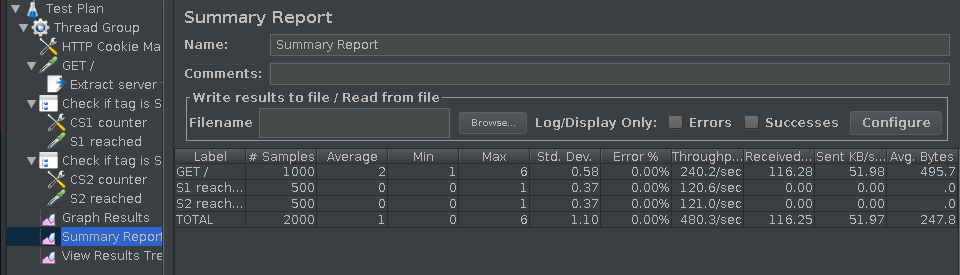 Test Plan
Thread Group
HTTP Cookie Ma
GET /
Extract server
Check if tag is S
CS1 counter
S1 reached
Check if tag is S
CS2 counter
S2 reached
Graph Results
Summary Report
View Results Tre
Summary Report
Name: Summary Report
Comments:
Write results to file / Read from file
Filename Browse... Log/Display Only: Errors Successes Configure
Label # Samples Average Min Max Std. Dev. Error % Throughp... Received... Sent KB/s... Avg. Bytes
GET / 1000 2 1 6 0.58 0.00% 240.2/sec 116.28 51.98 495.7
S1 reach... 500 0 0 1 0.37 0.00% 120.6/sec 0.00 0.00 .0
S2 reach... 500 0 0 1 0.37 0.00% 121.0/sec 0.00 0.00 .0
TOTAL 2000 1 0 6 1.10 0.00% 480.3/sec 116.25 51.97 247.8